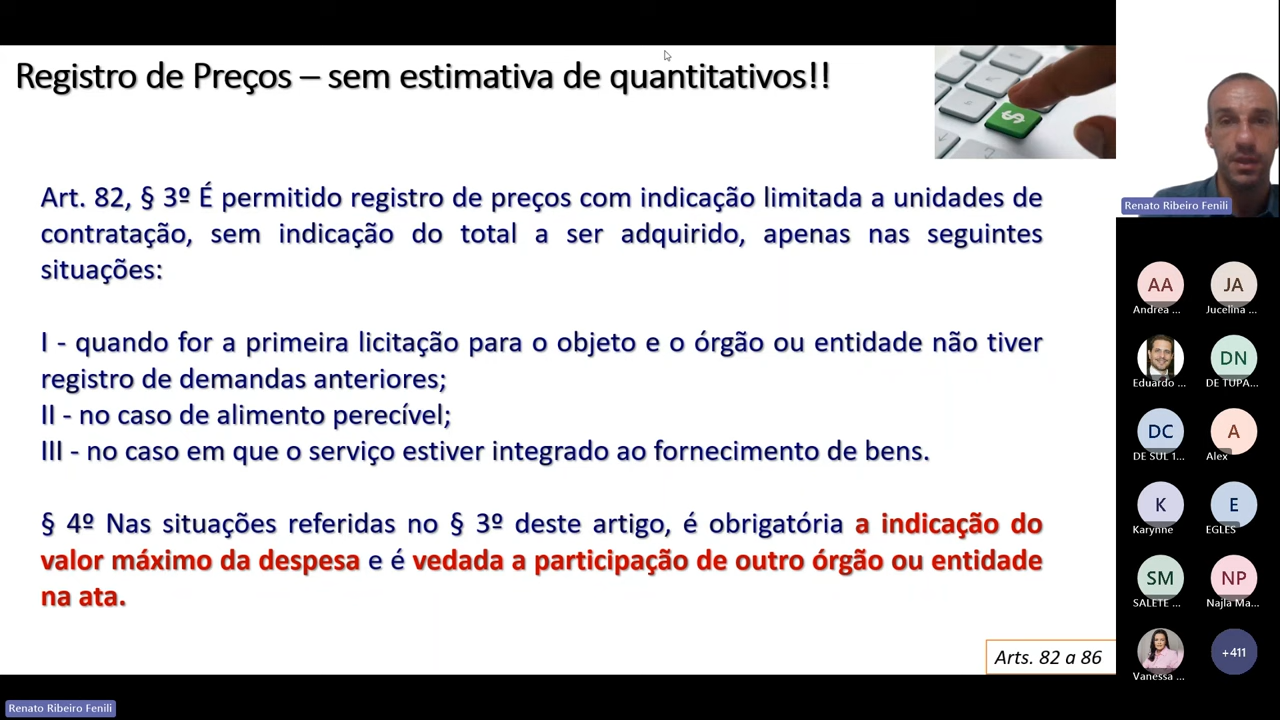 Registro de Preços – sem estimativa de quantitativos!!
Art. 82, § 3º É permitido registro de preços com indicação limitada a unidades de
contratação, sem indicação do total a ser adquirido, apenas nas seguintes
situações:
I - quando for a primeira licitação para o objeto e o órgão ou entidade não tiver
registro de demandas anteriores;
II - no caso de alimento perecível;
III - no caso em que o serviço estiver integrado ao fornecimento de bens.
§ 4º Nas situações referidas no § 3º deste artigo, é obrigatória a indicação do
valor máximo da despesa e é vedada a participação de outro órgão ou entidade
na ata.
Arts. 82 a 86
$
Renato Ribeiro Fenili
AA
JA
Andrea ...
Jucelina ...
DN
Eduardo ...
DE TUPA...
DC
A
DE SUL 1...
Alex
K
E
Karynne
EGLES
SM
NP
SALETE ...
Najla Ma...
+411
Vanessa ...
Renato Ribeiro Fenili